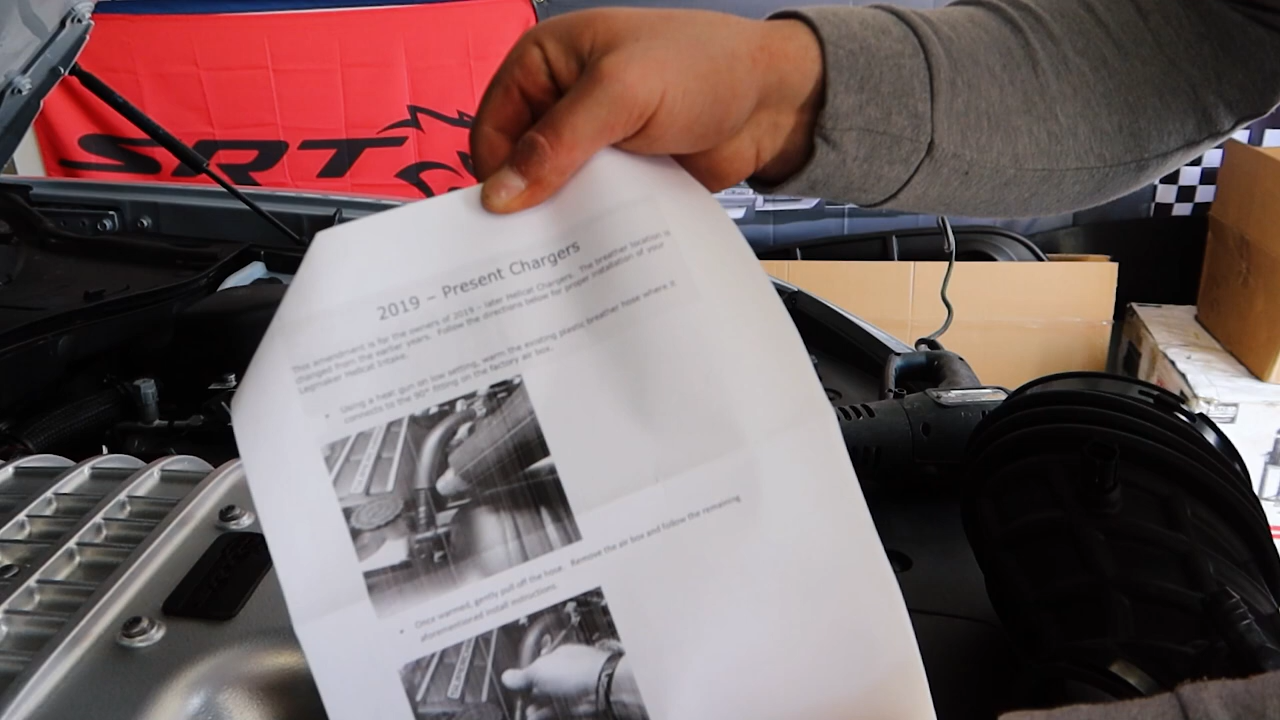 SRT
2019 – Present Chargers
This amendment is for the owners of 2019 – later Hellcat Chargers. The breather location is
changed from the earlier years. Follow the directions below for proper installation of your
Legmaker Hellcat Intake.
• Using a heat gun on low setting, warm the existing plastic breather hose where it
connects to the 90° fitting on the factory air box.
• Once warmed, gently pull off the hose. Remove the air box and follow the remaining
aforementioned install instructions.